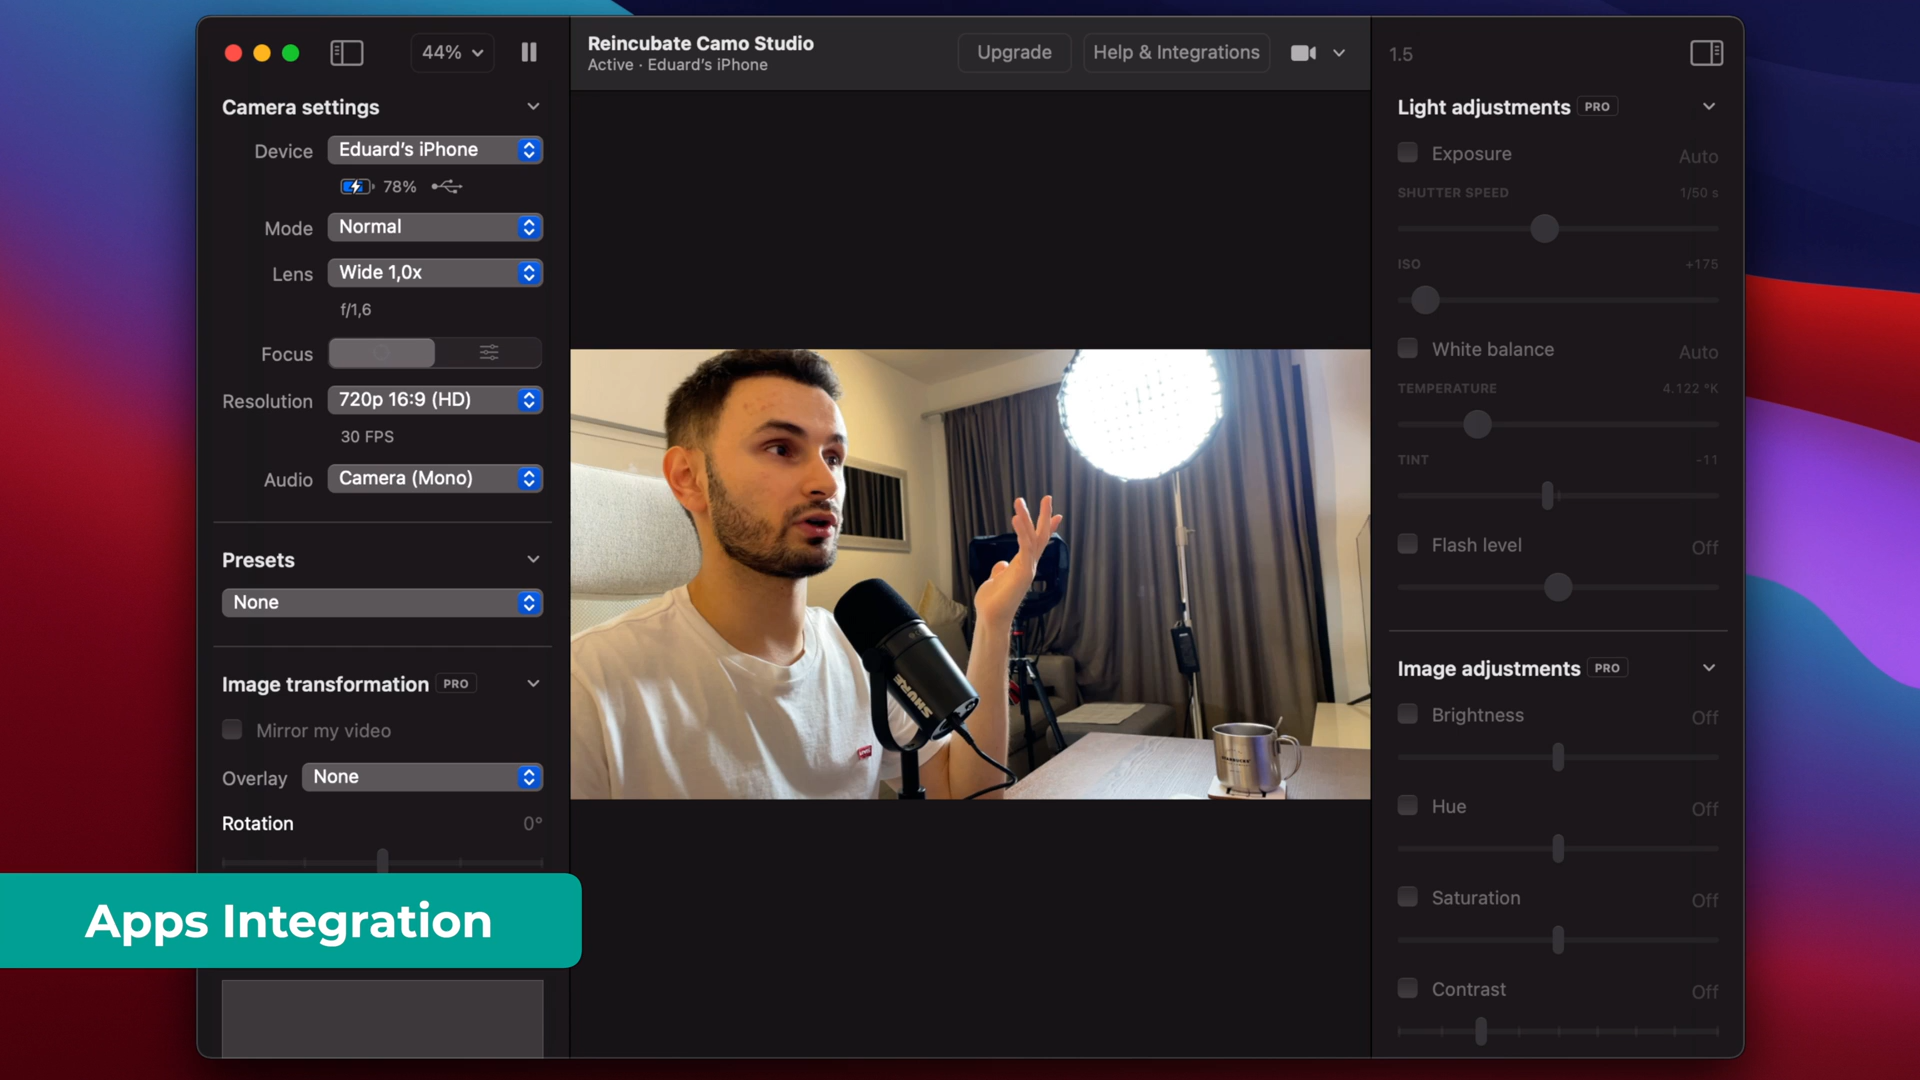 44%
Reincubate Camo Studio
Active · Eduard's iPhone
Upgrade
Help & Integrations
1.5
Camera settings
Device Eduard's iPhone
78%
Mode Normal
Lens Wide 1,0x
f/1,6
Focus
Resolution 720p 16:9 (HD)
30 FPS
Audio Camera (Mono)
Presets
None
Image transformation PRO
Mirror my video
Overlay None
Rotation 0°
Apps Integration
SHURE
Levi's
STARBUCKS
Light adjustments PRO
Exposure Auto
SHUTTER SPEED 1/50 s
ISO +175
White balance Auto
TEMPERATURE 4.122 °K
TINT -11
Flash level Off
Image adjustments PRO
Brightness Off
Hue Off
Saturation Off
Contrast Off